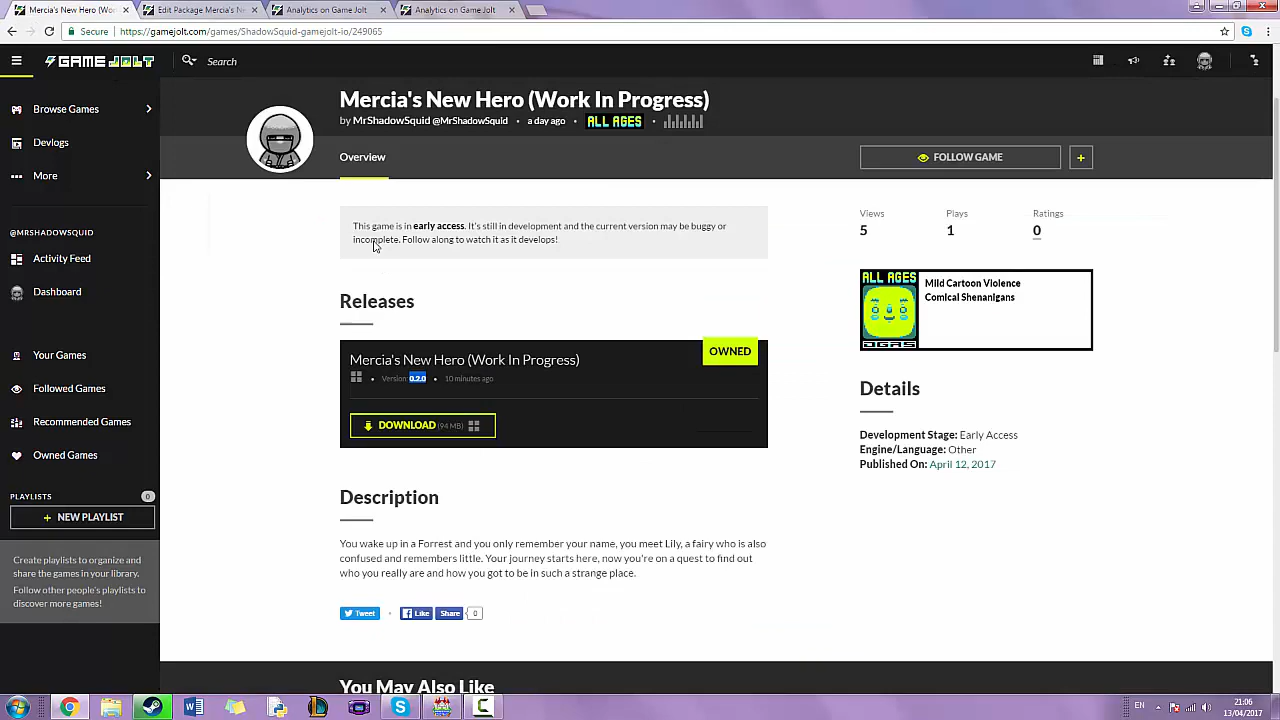 Mercia's New Hero (Wor
Edit Package Mercia's Ne
Analytics on Game Jolt
Analytics on Game Jolt
Secure
https://gamejolt.com/games/ShadowSquid-gamejolt-io/249065
GAME JOLT
Search
Browse Games
Devlogs
More
@MRSHADOWSQUID
Activity Feed
Dashboard
Your Games
Followed Games
Recommended Games
Owned Games
PLAYLISTS
0
+ NEW PLAYLIST
Create playlists to organize and
share the games in your library.
Follow other people's playlists to
discover more games!
Mercia's New Hero (Work In Progress)
by MrShadowSquid @MrShadowSquid • a day ago • ALL AGES •
Overview
FOLLOW GAME
+
This game is in early access. It's still in development and the current version may be buggy or
incomplete. Follow along to watch it as it develops!
Releases
Mercia's New Hero (Work In Progress)
OWNED
• Version: 0.2.0 • 10 minutes ago
DOWNLOAD (94 MB)
Description
You wake up in a Forrest and you only remember your name, you meet Lily, a fairy who is also
confused and remembers little. Your journey starts here, now you're on a quest to find out
who you really are and how you got to be in such a strange place.
Tweet
•
Like
Share
0
You May Also Like
Views
Plays
Ratings
5
1
0
ALL AGES
Mild Cartoon Violence
Comical Shenanigans
JGAS
Details
Development Stage: Early Access
Engine/Language: Other
Published On: April 12, 2017
EN
21:06
13/04/2017